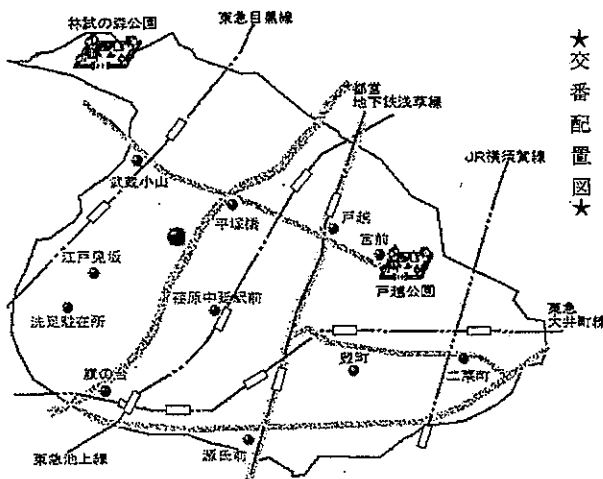 ★交番配置図★
林試の森公園
東急目黒線
都営
地下鉄浅草線
JR横須賀線
武蔵小山
平塚橋
戸越
宮前
戸越公園
江戸見坂
洗足駐在所
荏原中延駅前
東急
大井町線
旗の台
豊町
二葉町
源氏前
東急池上線